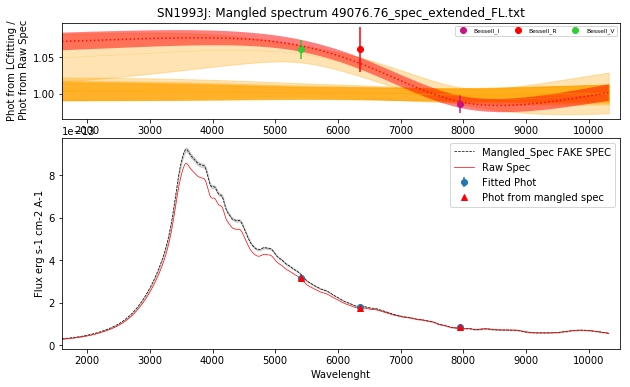 SN1993J: Mangled spectrum 49076.76_spec_extended_FL.txt
Phot from LCfitting /
Phot from Raw Spec
1.05
1.00
Bessell_I
Bessell_R
Bessell_V
2000 3000 4000 5000 6000 7000 8000 9000 10000
1e-13
Mangled_Spec FAKE SPEC
Raw Spec
Fitted Phot
Phot from mangled spec
Flux erg s-1 cm-2 A-1
8
6
4
2
0
2000 3000 4000 5000 6000 7000 8000 9000 10000
Wavelenght